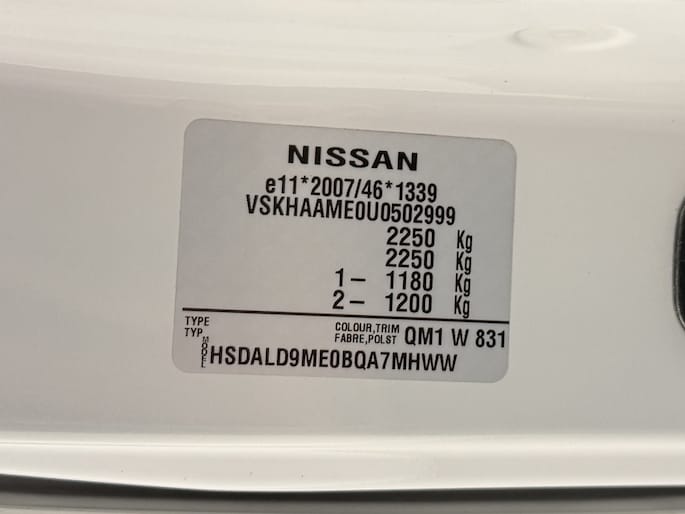 NISSAN
e11*2007/46*1339
VSKHAAME0U0502999
2250 Kg
2250 Kg
1– 1180 Kg
2– 1200 Kg
TYPE
TYP
COLOUR,TRIM
FABRE,POLST
QM1 W 831
MODEL
HSDALD9ME0BQA7MHWW